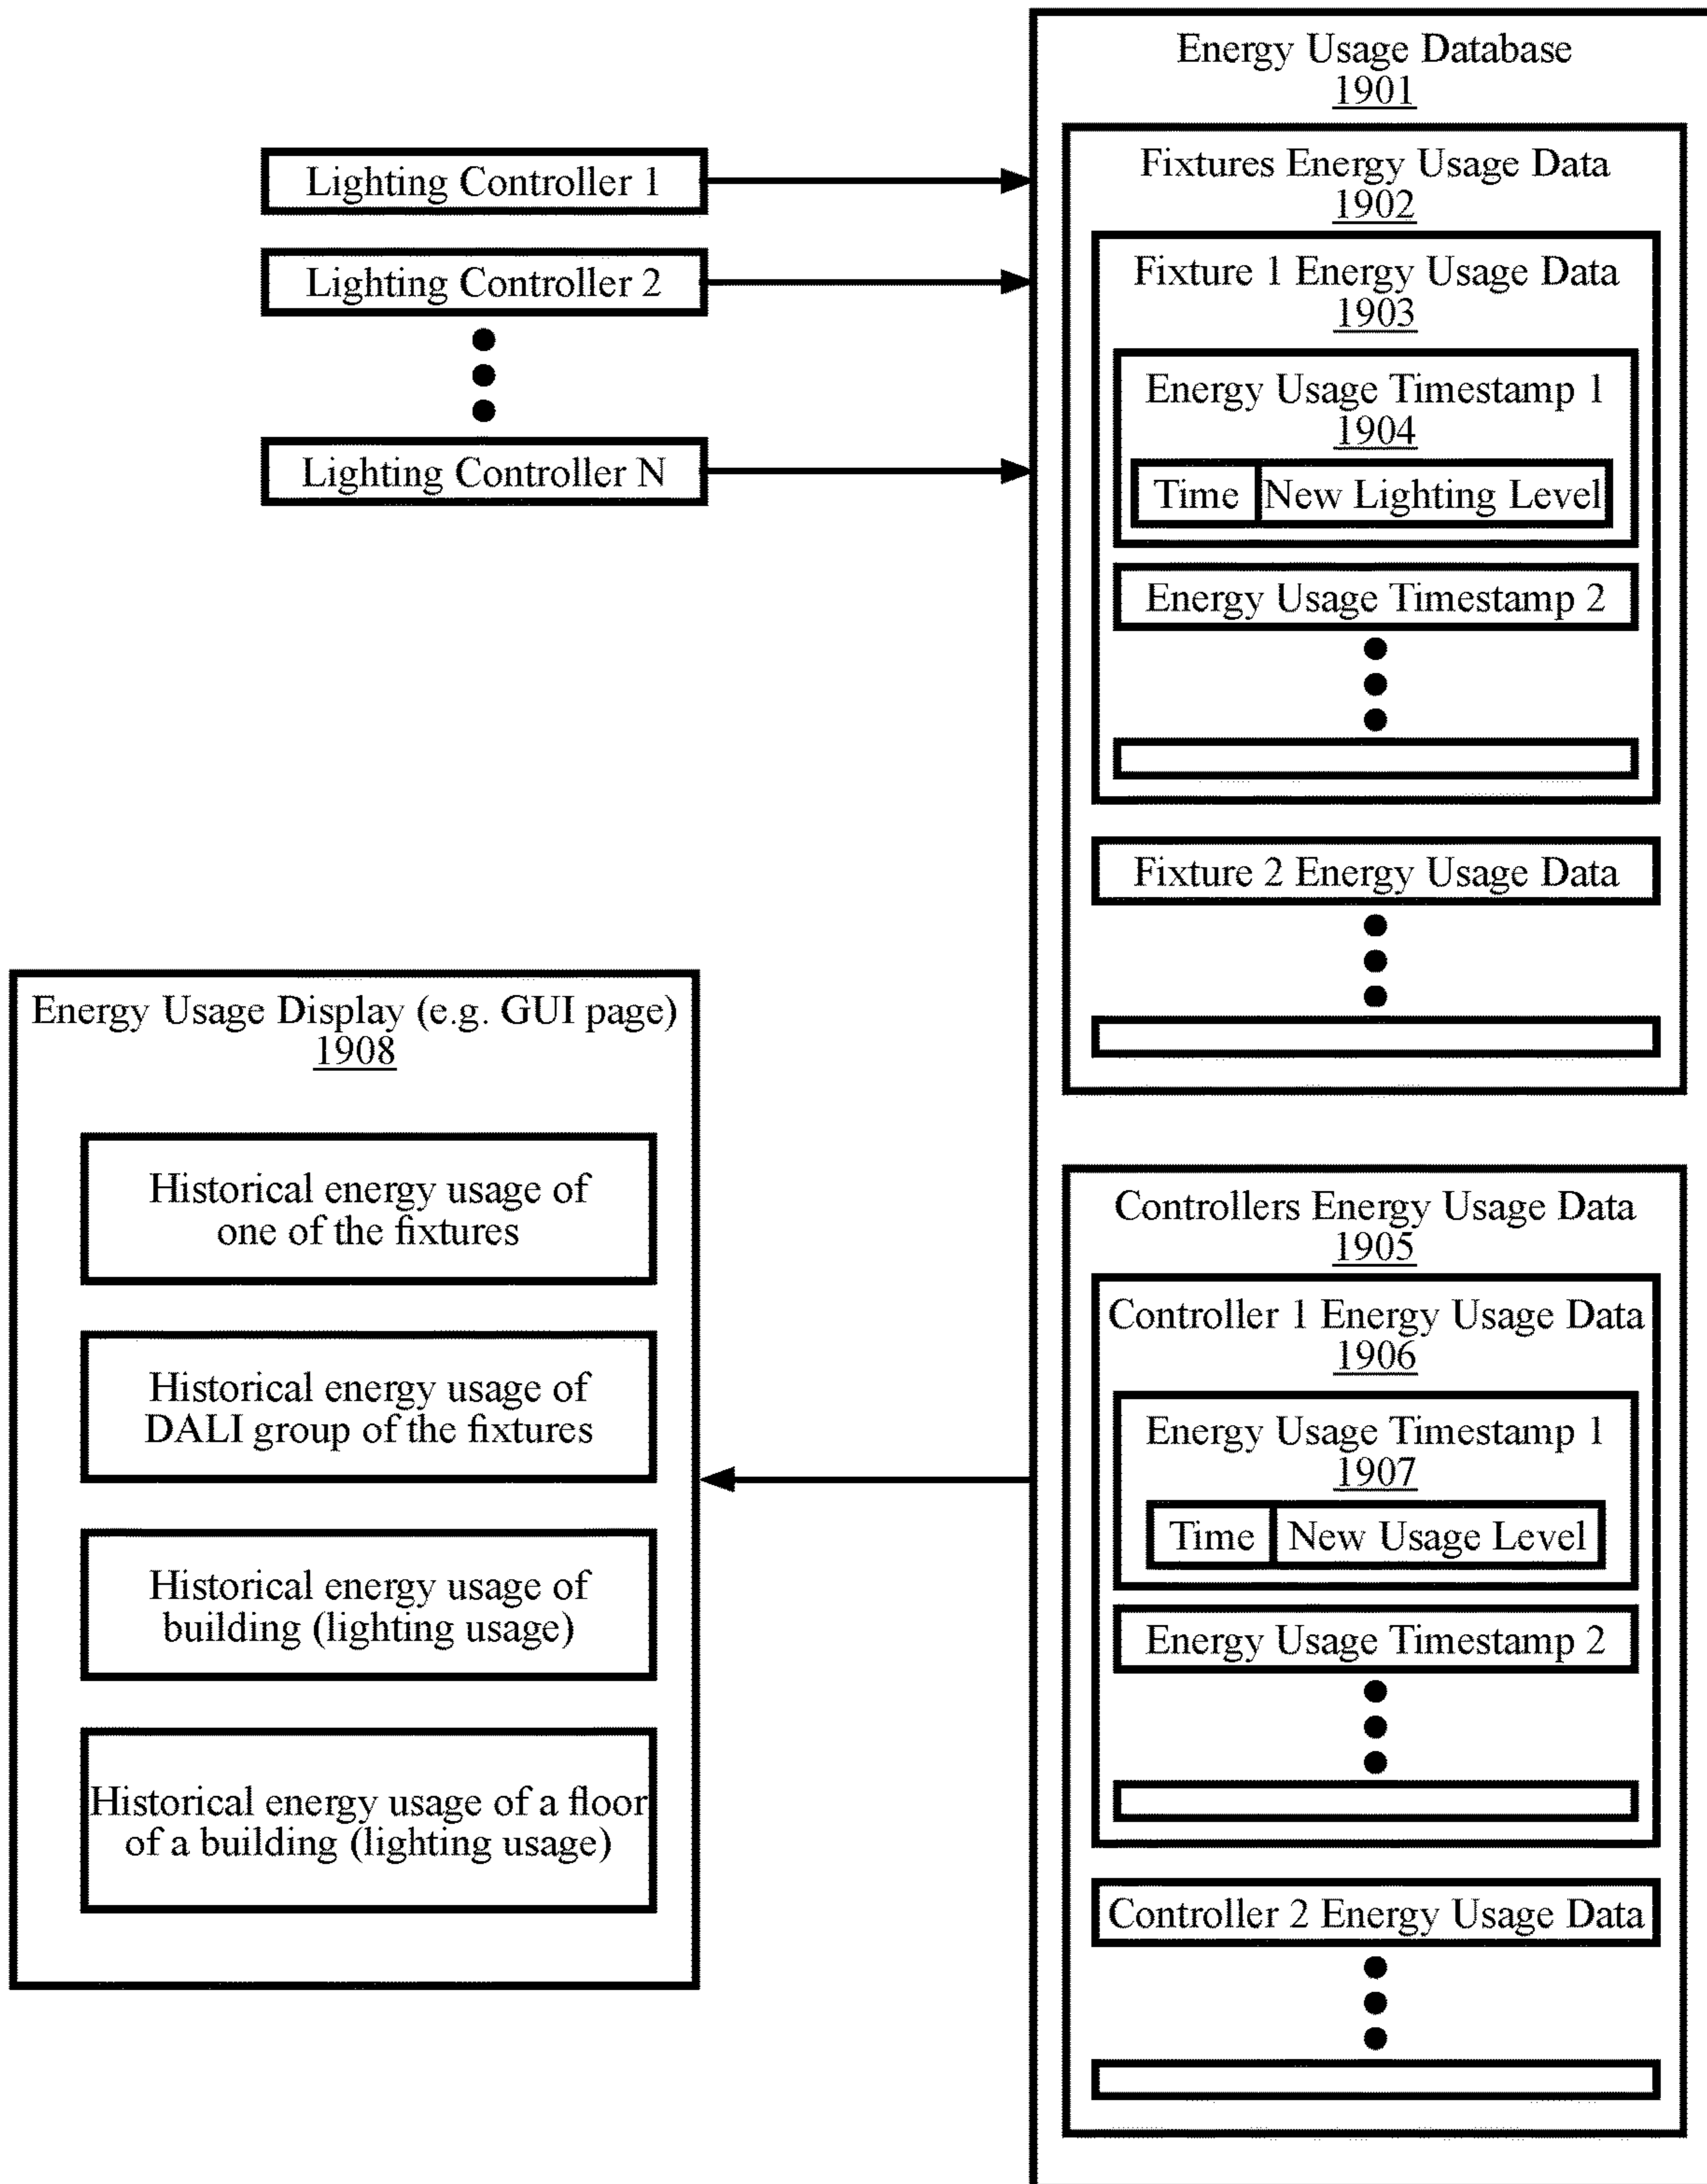 Energy Usage Database
1901
Lighting Controller 1
Lighting Controller 2
Lighting Controller N
Fixtures Energy Usage Data
1902
Fixture 1 Energy Usage Data
1903
Energy Usage Timestamp 1
1904
Time New Lighting Level
Energy Usage Timestamp 2
Fixture 2 Energy Usage Data
Energy Usage Display (e.g. GUI page)
1908
Historical energy usage of
one of the fixtures
Historical energy usage of
DALI group of the fixtures
Historical energy usage of
building (lighting usage)
Historical energy usage of a floor
of a building (lighting usage)
Controllers Energy Usage Data
1905
Controller 1 Energy Usage Data
1906
Energy Usage Timestamp 1
1907
Time New Usage Level
Energy Usage Timestamp 2
Controller 2 Energy Usage Data